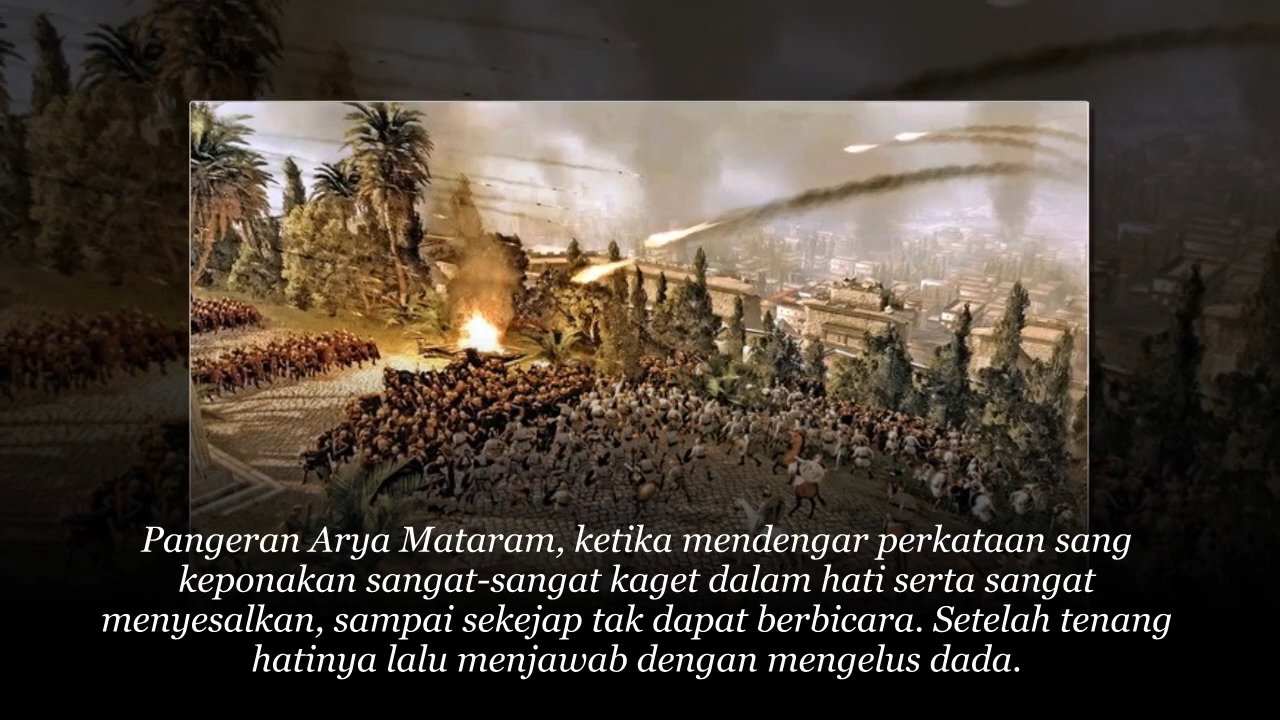 Pangeran Arya Mataram, ketika mendengar perkataan sang
keponakan sangat-sangat kaget dalam hati serta sangat
menyesalkan, sampai sekejap tak dapat berbicara. Setelah tenang
hatinya lalu menjawab dengan mengelus dada.